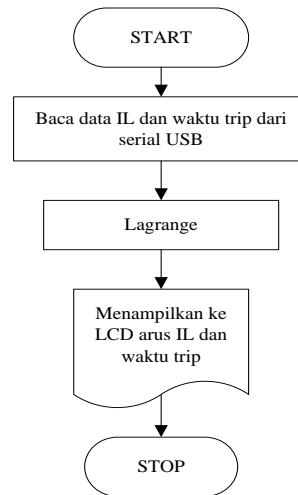 START
Baca data IL dan waktu trip dari
serial USB
Lagrange
Menampilkan ke
LCD arus IL dan
waktu trip
STOP